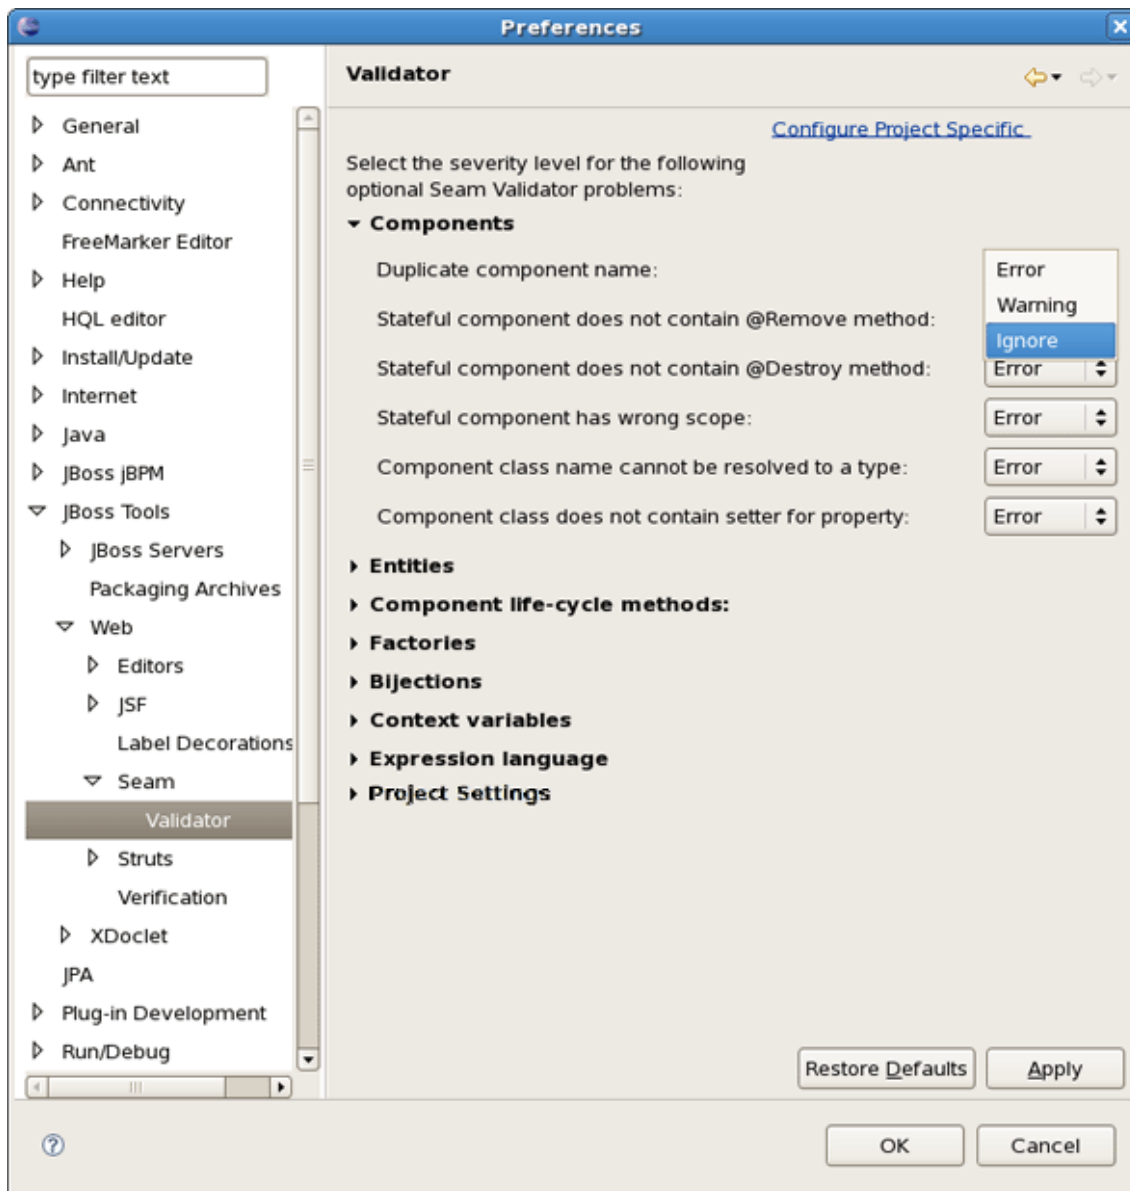 Preferences
type filter text
General
Ant
Connectivity
FreeMarker Editor
Help
HQL editor
Install/Update
Internet
Java
JBoss jBPM
JBoss Tools
JBoss Servers
Packaging Archives
Web
Editors
JSF
Label Decorations
Seam
Validator
Struts
Verification
XDoclet
JPA
Plug-in Development
Run/Debug
Validator
Configure Project Specific
Select the severity level for the following
optional Seam Validator problems:
Components
Duplicate component name:
Error
Warning
Ignore
Stateful component does not contain @Remove method:
Stateful component does not contain @Destroy method: Error
Stateful component has wrong scope: Error
Component class name cannot be resolved to a type: Error
Component class does not contain setter for property: Error
Entities
Component life-cycle methods:
Factories
Bijections
Context variables
Expression language
Project Settings
Restore Defaults Apply
? OK Cancel